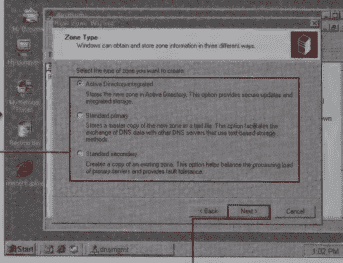 New Zone Wizard
Zone Type
Windows can obtain and store zone information in three different ways.
Select the type of zone you want to create:
Active Directory-integrated
Stores the new zone in Active Directory. This option provides secure updates and
integrated storage.
Standard primary
Stores a master copy of the new zone in a text file. This option facilitates the
exchange of DNS data with other DNS servers that use text-based storage
methods.
Standard secondary
Creates a copy of an existing zone. This option helps balance the processing load
of primary servers and provides fault tolerance.
< Back
Next >
Cancel
Start
dnsmgmt
1:02 PM